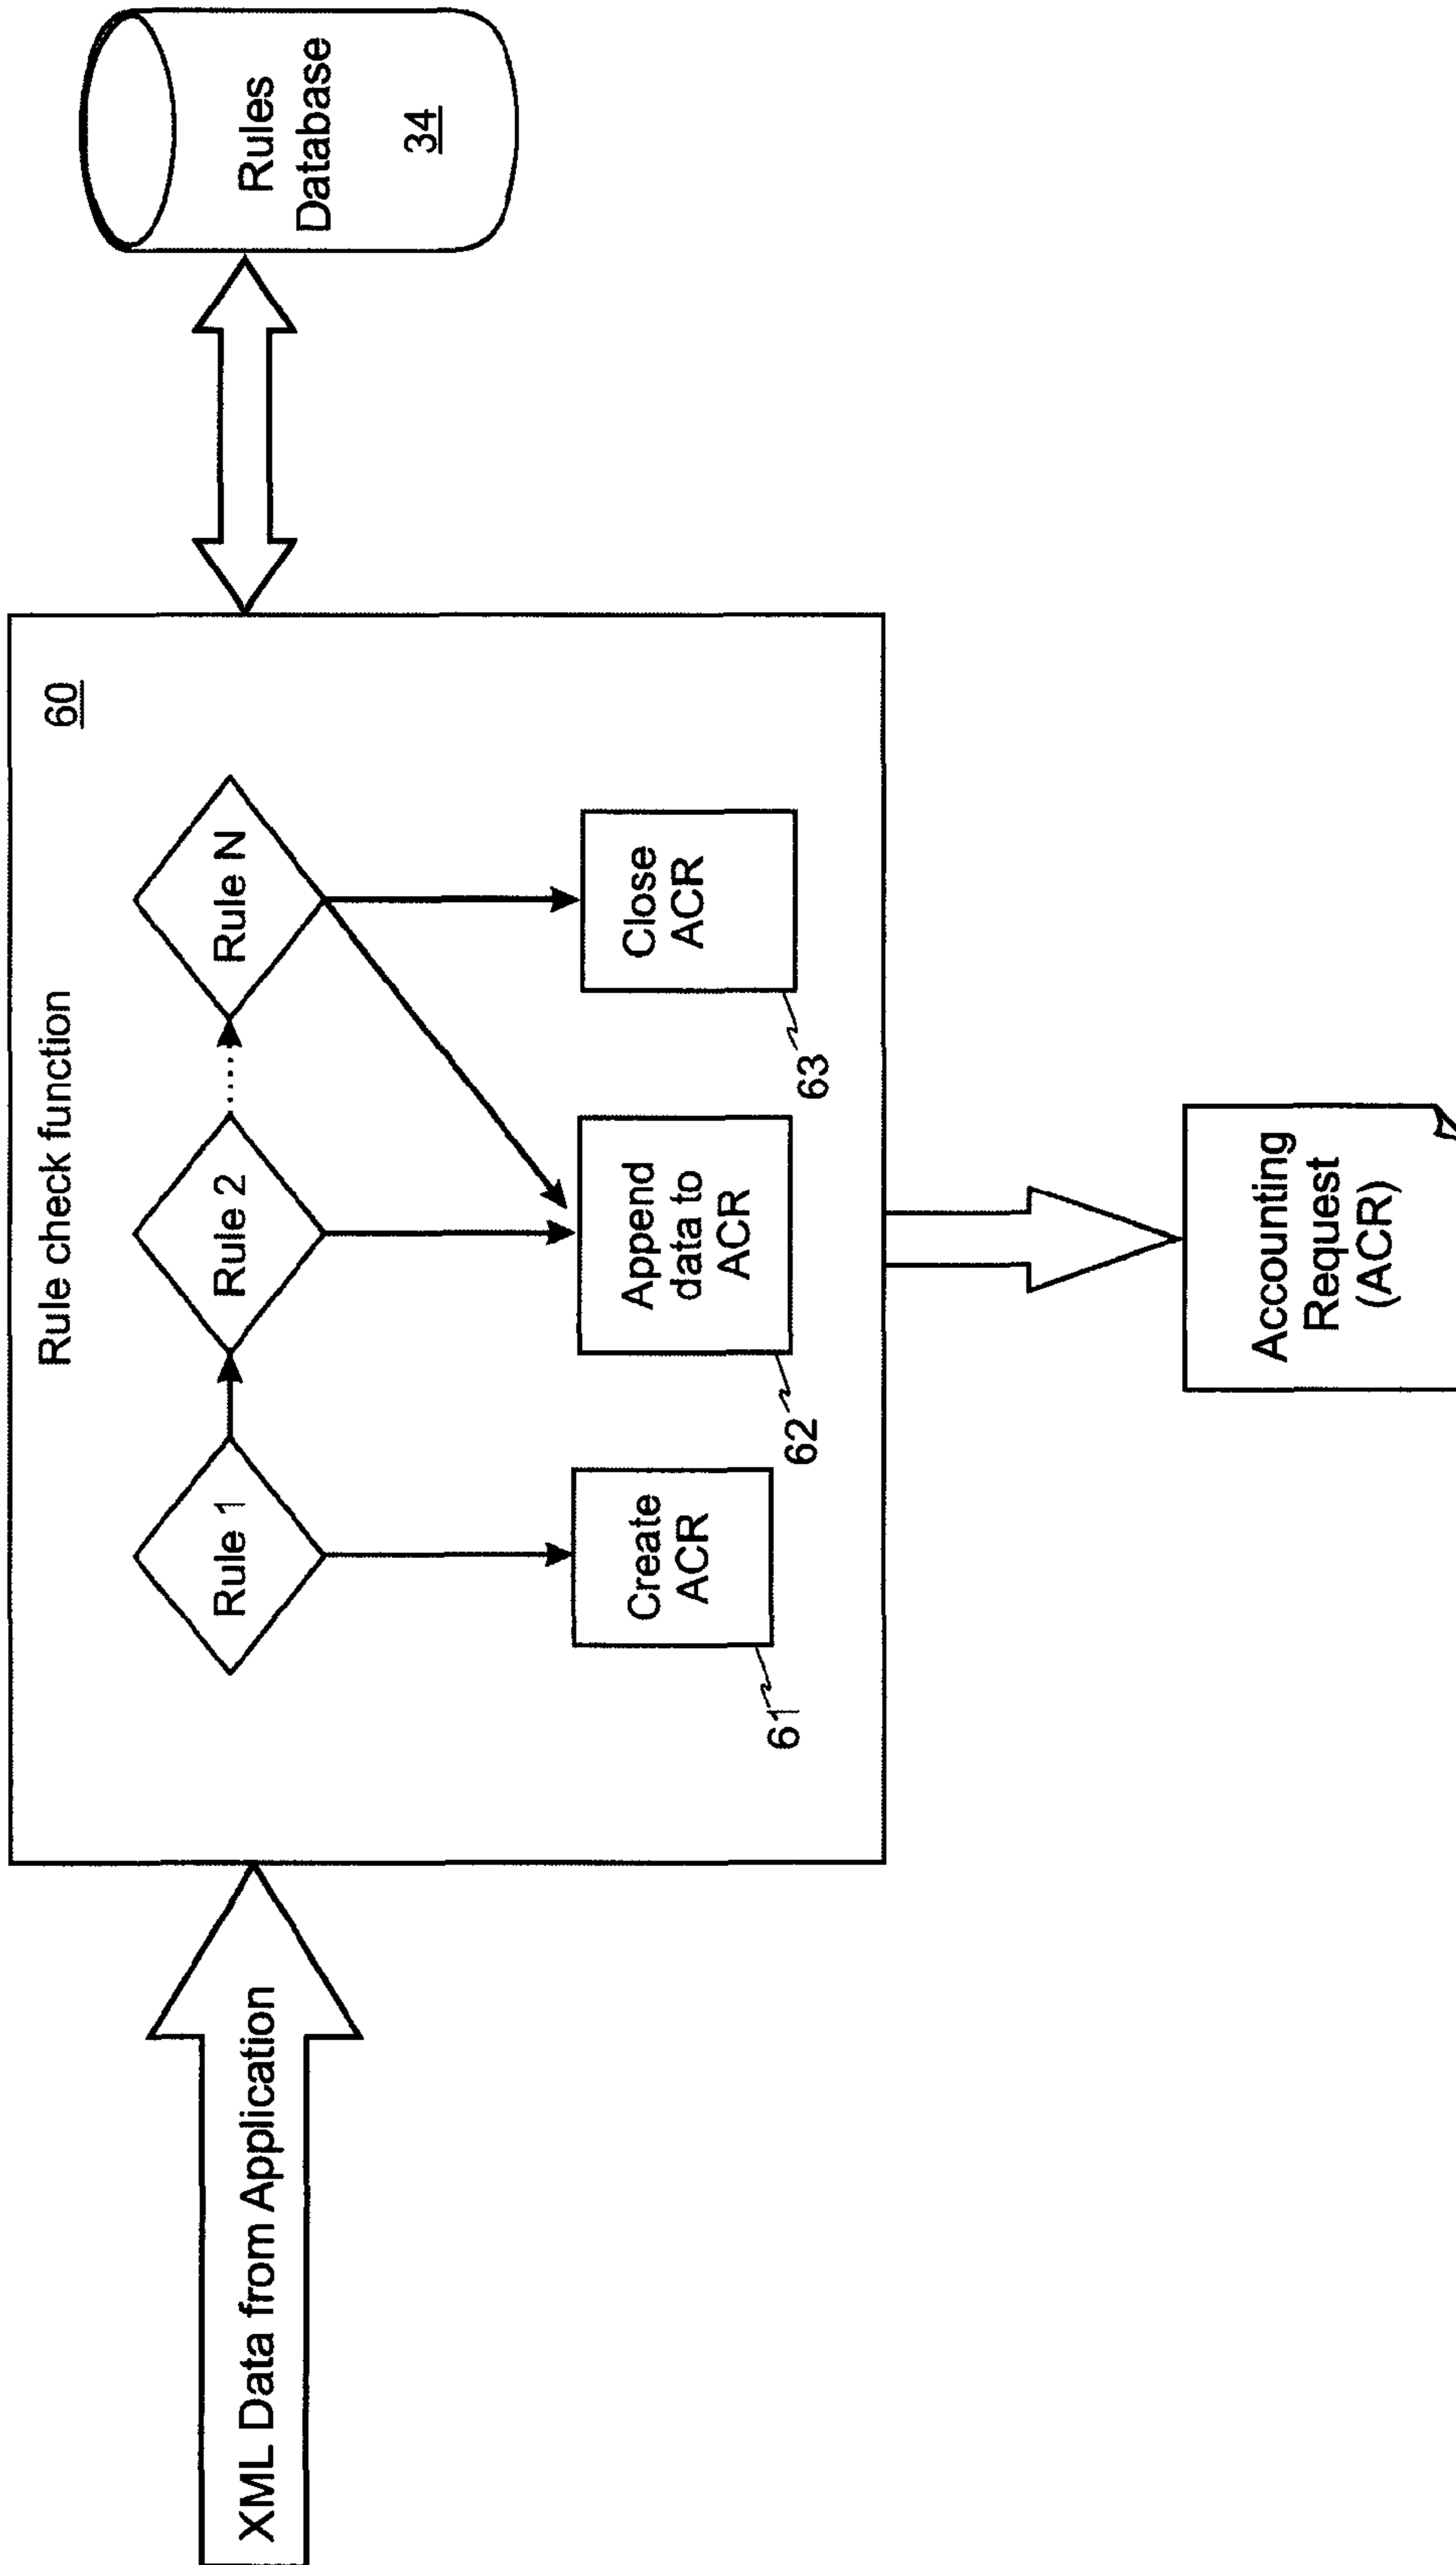 XML Data from Application
Rule check function
60
Rule 1
Rule 2
Rule N
Create
ACR
61
Append
data to
ACR
62
Close
ACR
63
Rules
Database
34
Accounting
Request
(ACR)